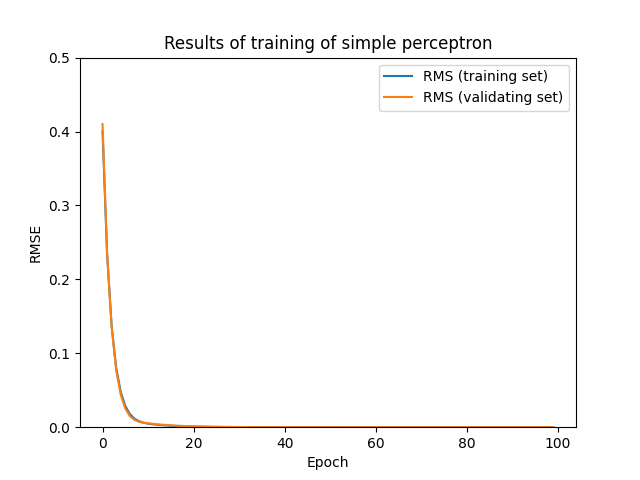 Results of training of simple perceptron
RMS (training set)
RMS (validating set)
RMSE
0.5
0.4
0.3
0.2
0.1
0.0
0 20 40 60 80 100
Epoch